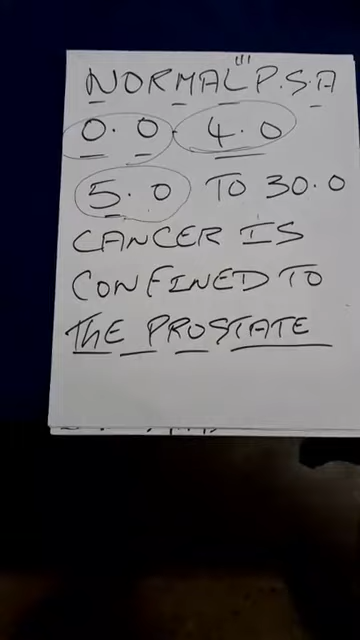 NORMAL "P.S.A
0.0 - 4.0
5.0 TO 30.0
CANCER IS
CONFINED TO
THE PROSTATE